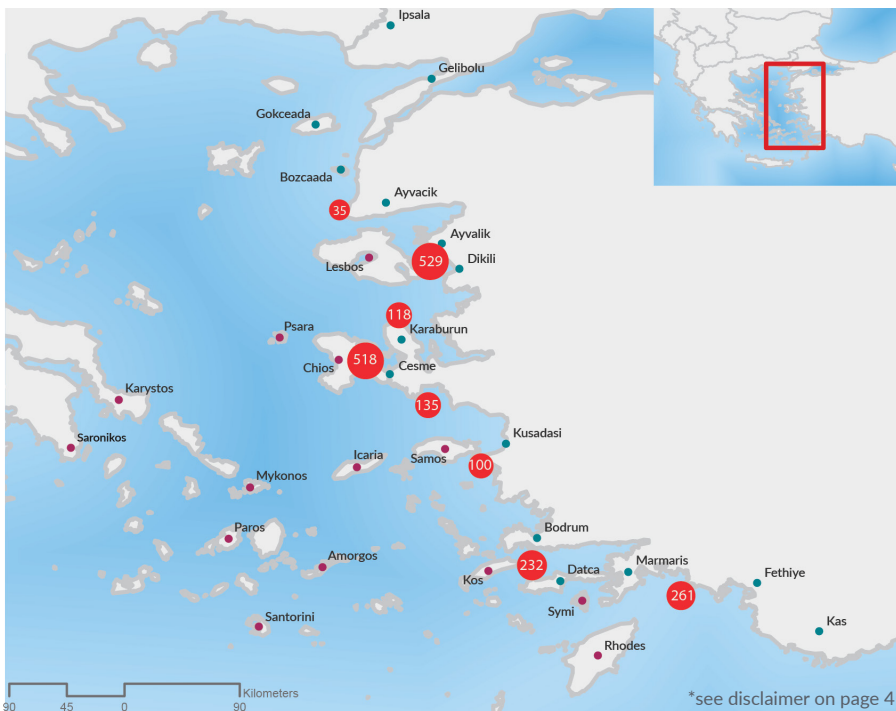 Ipsala
Gelibolu
Gokceada
Bozcaada
Ayvacik
35
Ayvalik
529
Lesbos
Dikili
118
Psara
Karaburun
518
Chios
Cesme
Karystos
135
Saronikos
Kusadasi
Samos
Icaria
100
Mykonos
Paros
Bodrum
Amorgos
232
Marmaris
Kos
Datca
Fethiye
261
Symi
Santorini
Kas
Rhodes
Kilometers
90 45 0 90
*see disclaimer on page 4